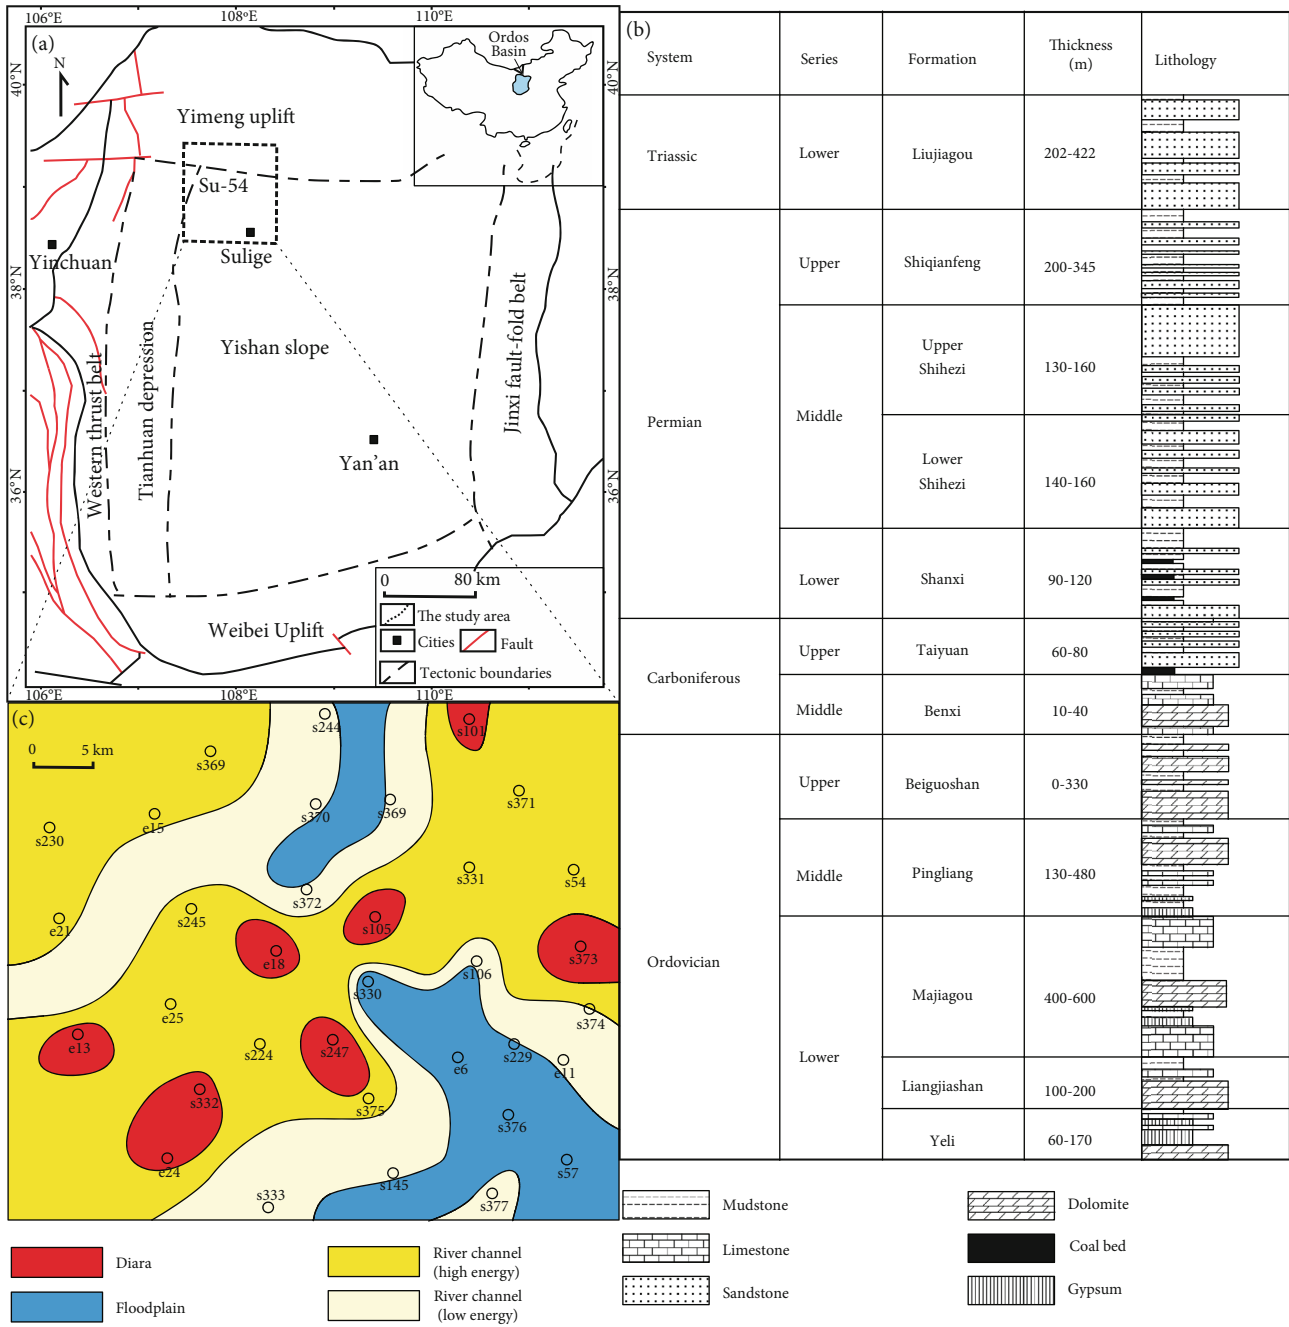 106°E
108°E
110°E
(a)
N
40°N
38°N
36°N
40°N
38°N
36°N
Ordos
Basin
Yimeng uplift
Su-54
Sulige
Yinchuan
Western thrust belt
Tianhuan depression
Yishan slope
Jinxi fault-fold belt
Yan’an
Weibei Uplift
0
80 km
The study area
Cities
Fault
Tectonic boundaries
106°E
108°E
110°E
(b)
System
Series
Formation
Thickness
(m)
Lithology
Triassic
Lower
Liujiagou
202-422
Permian
Upper
Shiqianfeng
200-345
Middle
Upper
Shihezi
130-160
Lower
Shihezi
140-160
Lower
Shanxi
90-120
Carboniferous
Upper
Taiyuan
60-80
Middle
Benxi
10-40
Ordovician
Upper
Beiguoshan
0-330
Middle
Pingliang
130-480
Lower
Majiagou
400-600
Liangjiashan
100-200
Yeli
60-170
Mudstone
Limestone
Sandstone
Dolomite
Coal bed
Gypsum
(c)
0
5 km
s244
s101
s369
s371
s370
s369
e15
s230
s331
s54
s372
s245
e21
s105
e18
s373
s106
s330
e25
s374
e13
s224
s247
s229
e6
e11
s332
s375
s376
e24
s57
s145
s333
s377
Diara
Floodplain
River channel
(high energy)
River channel
(low energy)